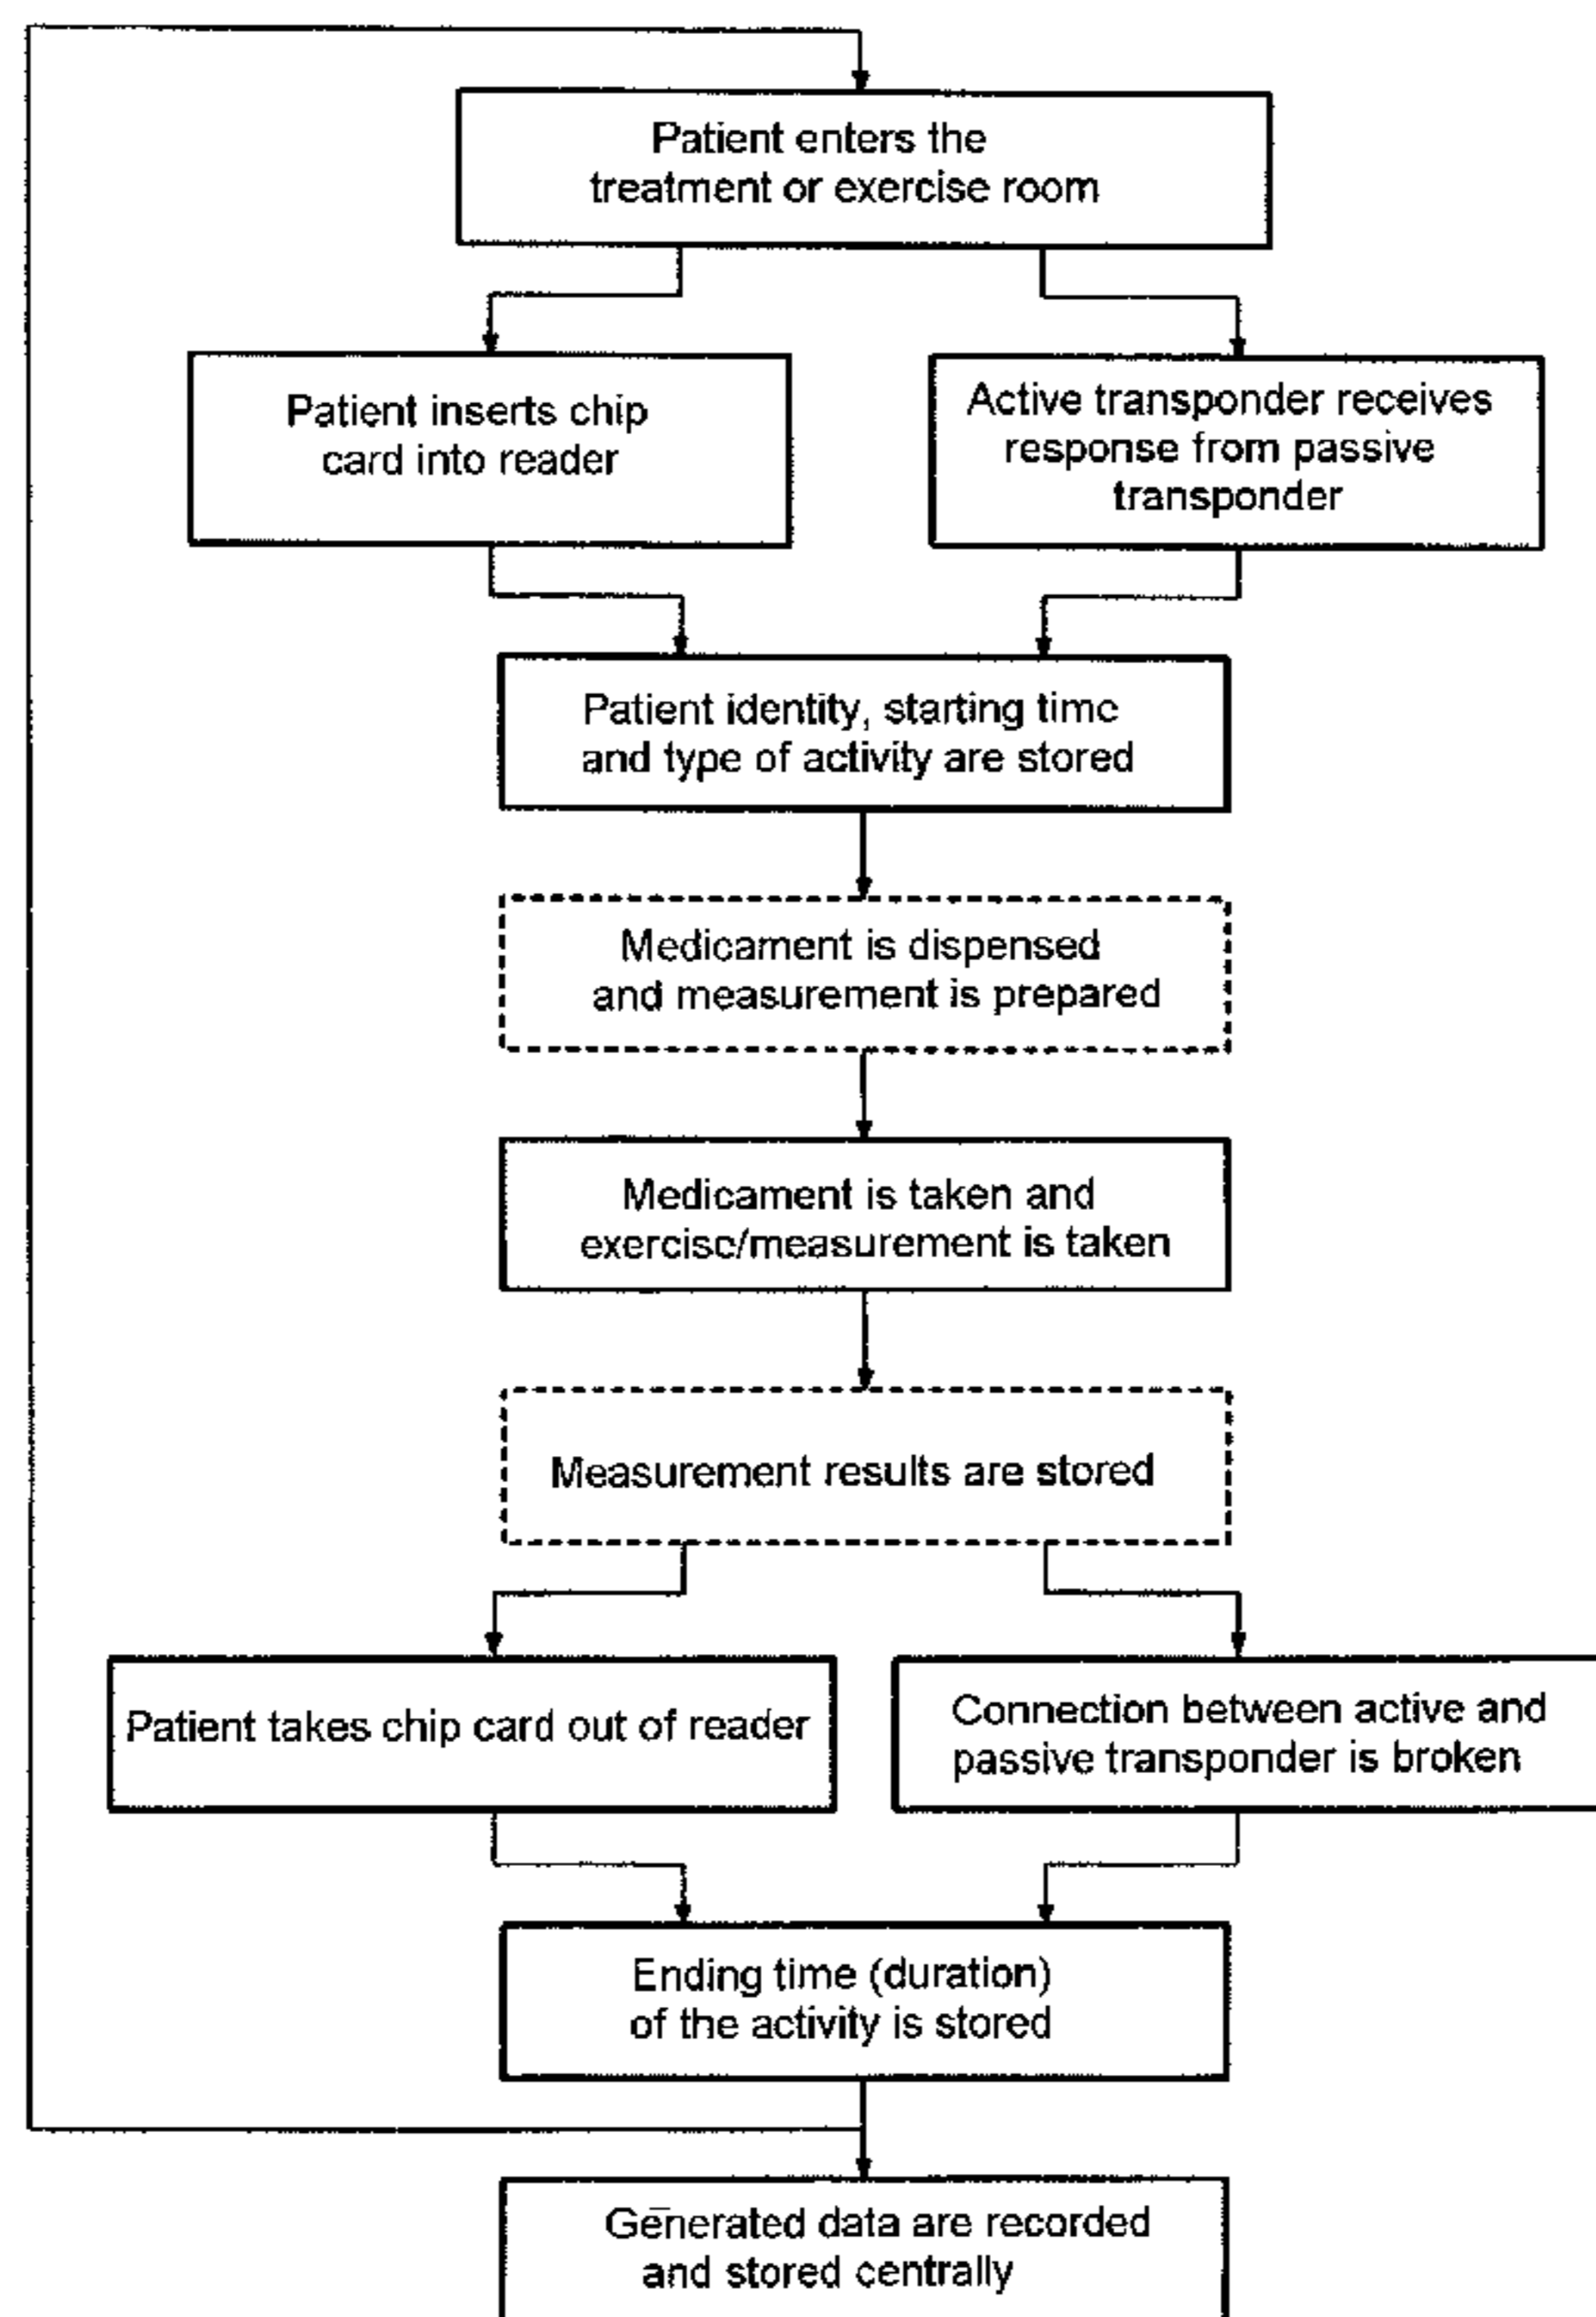 Patient enters the
treatment or exercise room
Patient inserts chip
card into reader
Active transponder receives
response from passive
transponder
Patient identity, starting time
and type of activity are stored
Medicament is dispensed
and measurement is prepared
Medicament is taken and
exercise/measurement is taken
Measurement results are stored
Patient takes chip card out of reader
Connection between active and
passive transponder is broken
Ending time (duration)
of the activity is stored
Generated data are recorded
and stored centrally